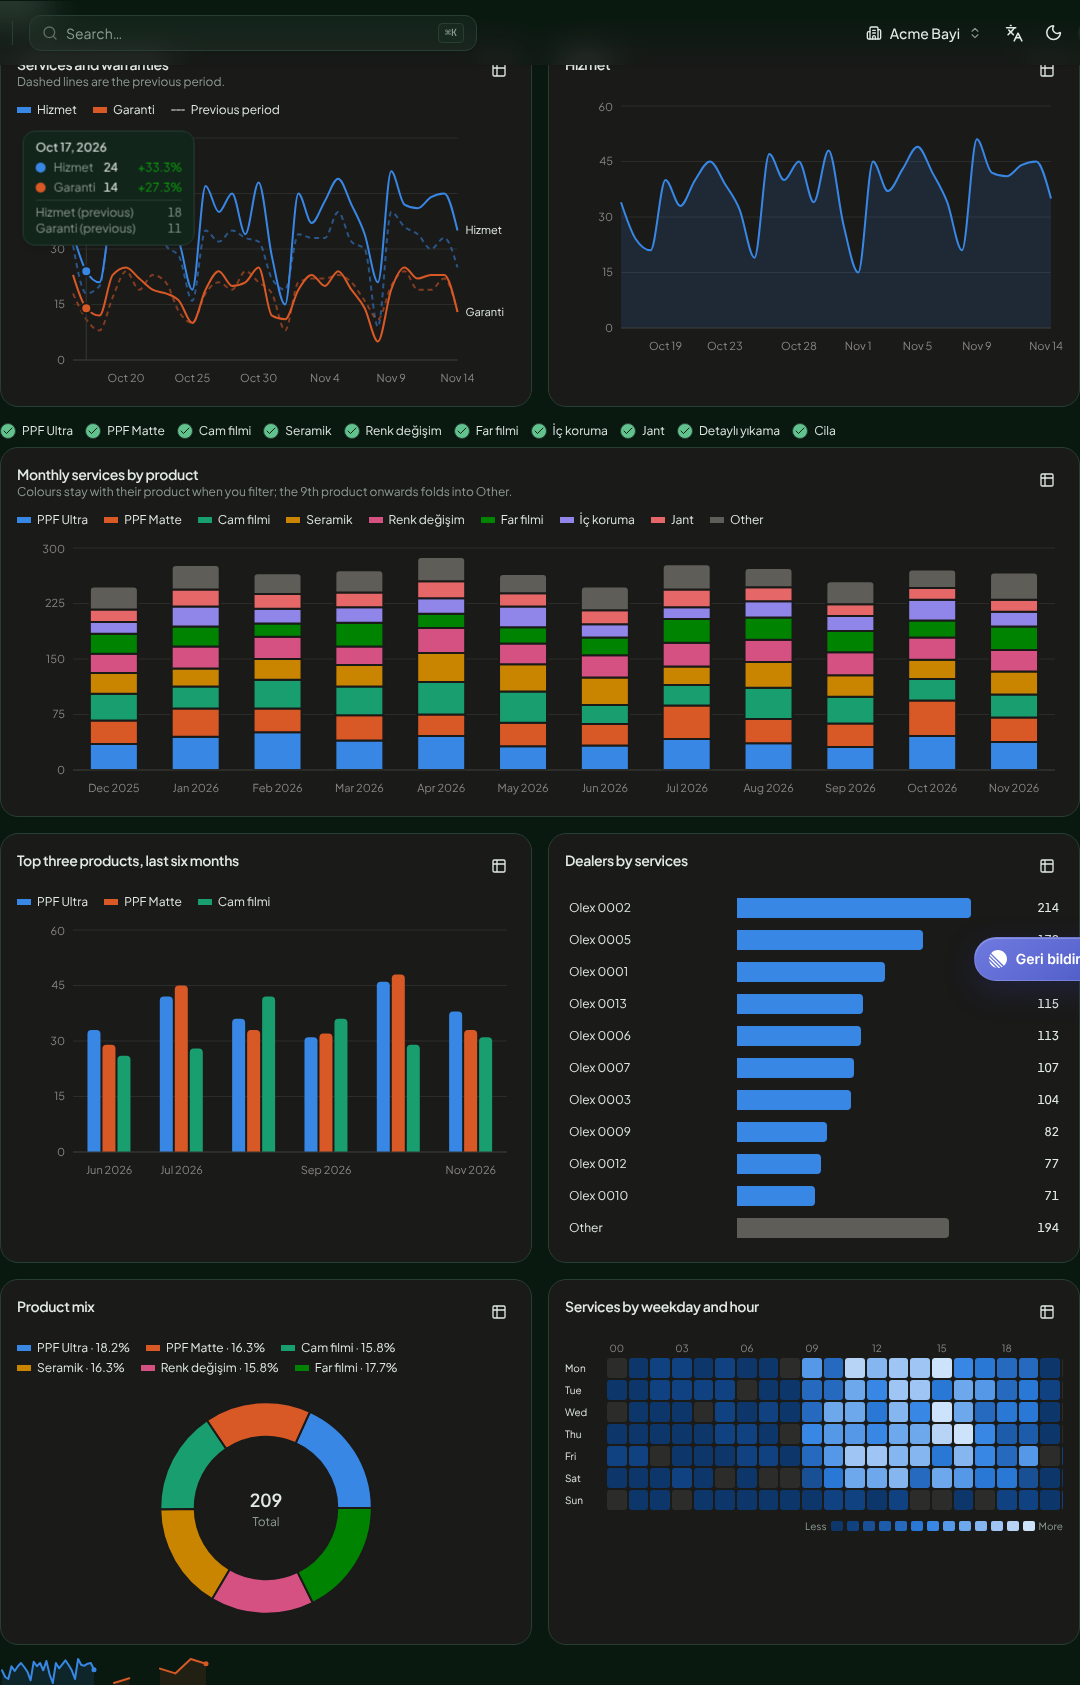 Search...
⌘K
Acme Bayi
Services and warranties
Dashed lines are the previous period.
Hizmet
Garanti
Previous period
Oct 17, 2026
Hizmet 24 +33.3%
Garanti 14 +27.3%
Hizmet (previous) 18
Garanti (previous) 11
30
15
0
Hizmet
Garanti
Oct 20 Oct 25 Oct 30 Nov 4 Nov 9 Nov 14
Hizmet
60
45
30
15
0
Oct 19 Oct 23 Oct 28 Nov 1 Nov 5 Nov 9 Nov 14
PPF Ultra PPF Matte Cam filmi Seramik Renk değişim Far filmi İç koruma Jant Detaylı yıkama Cila
Monthly services by product
Colours stay with their product when you filter; the 9th product onwards folds into Other.
PPF Ultra PPF Matte Cam filmi Seramik Renk değişim Far filmi İç koruma Jant Other
300
225
150
75
0
Dec 2025 Jan 2026 Feb 2026 Mar 2026 Apr 2026 May 2026 Jun 2026 Jul 2026 Aug 2026 Sep 2026 Oct 2026 Nov 2026
Top three products, last six months
PPF Ultra PPF Matte Cam filmi
60
45
30
15
0
Jun 2026 Jul 2026 Sep 2026 Nov 2026
Dealers by services
Olex 0002 214
Olex 0005
Olex 0001
Geri bildir
Olex 0013 115
Olex 0006 113
Olex 0007 107
Olex 0003 104
Olex 0009 82
Olex 0012 77
Olex 0010 71
Other 194
Product mix
PPF Ultra · 18.2% PPF Matte · 16.3% Cam filmi · 15.8%
Seramik · 16.3% Renk değişim · 15.8% Far filmi · 17.7%
209
Total
Services by weekday and hour
00 03 06 09 12 15 18
Mon
Tue
Wed
Thu
Fri
Sat
Sun
Less More